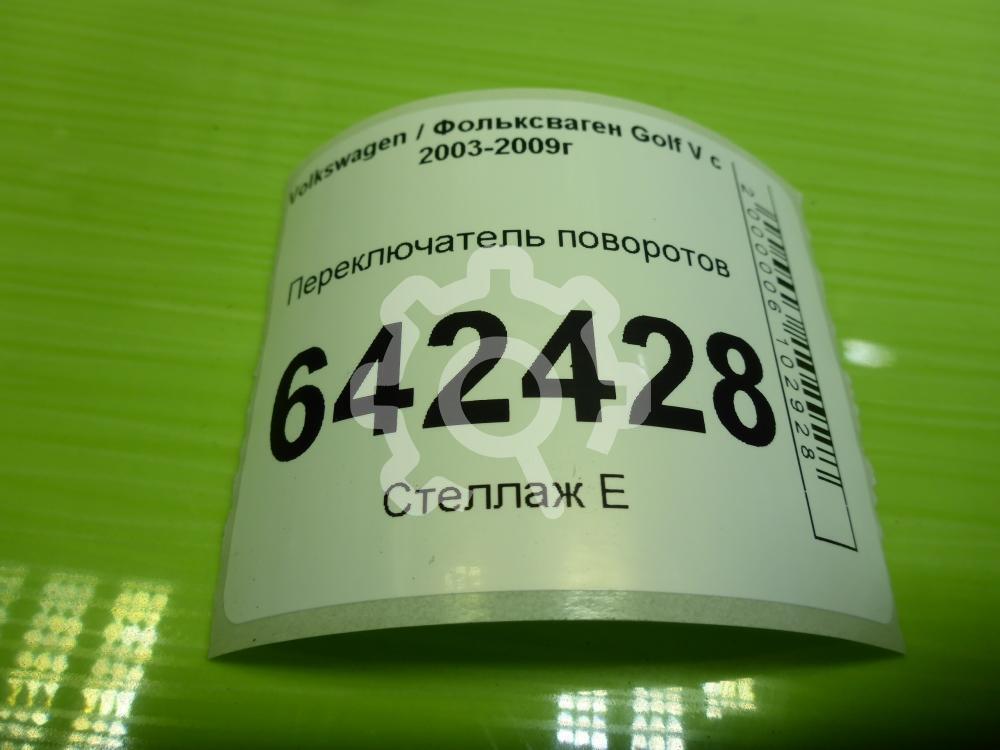 Volkswagen / Фольксваген Golf V с
2003-2009г
Переключатель поворотов
642428
Стеллаж Е
2000006102928